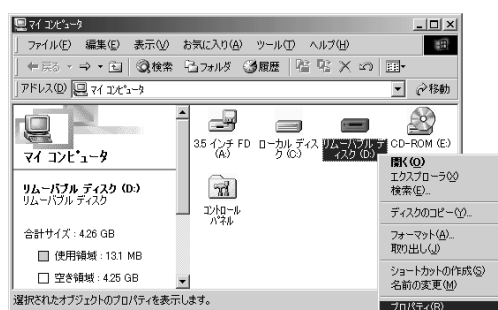 マイ コンピュータ
ファイル(F) 編集(E) 表示(V) お気に入り(A) ツール(T) ヘルプ(H)
戻る 検索 フォルダ 履歴
アドレス(D) マイ コンピュータ 移動
マイ コンピュータ
リムーバブル ディスク (D:)
リムーバブル ディスク
合計サイズ : 4.26 GB
使用領域 : 13.1 MB
空き領域 : 4.25 GB
3.5 インチ FD (A:)
ローカル ディスク (C:)
リムーバブル ディスク (D:)
CD-ROM (E:)
コントロール パネル
開く(O)
エクスプローラ(X)
検索(E)...
ディスクのコピー(Y)...
フォーマット(A)...
取り出し(J)
ショートカットの作成(S)
名前の変更(M)
プロパティ(R)
選択されたオブジェクトのプロパティを表示します。